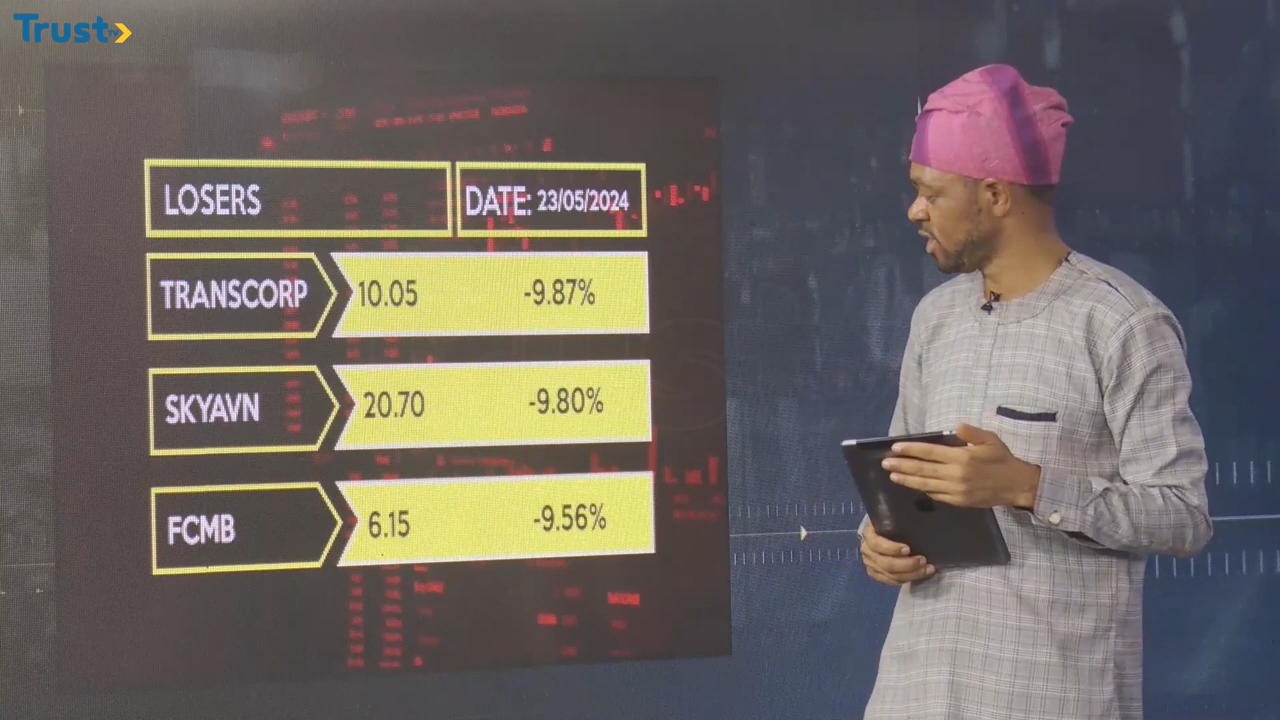 Trust TV
LOSERS DATE: 23/05/2024
TRANSCORP 10.05 -9.87%
SKYAVN 20.70 -9.80%
FCMB 6.15 -9.56%